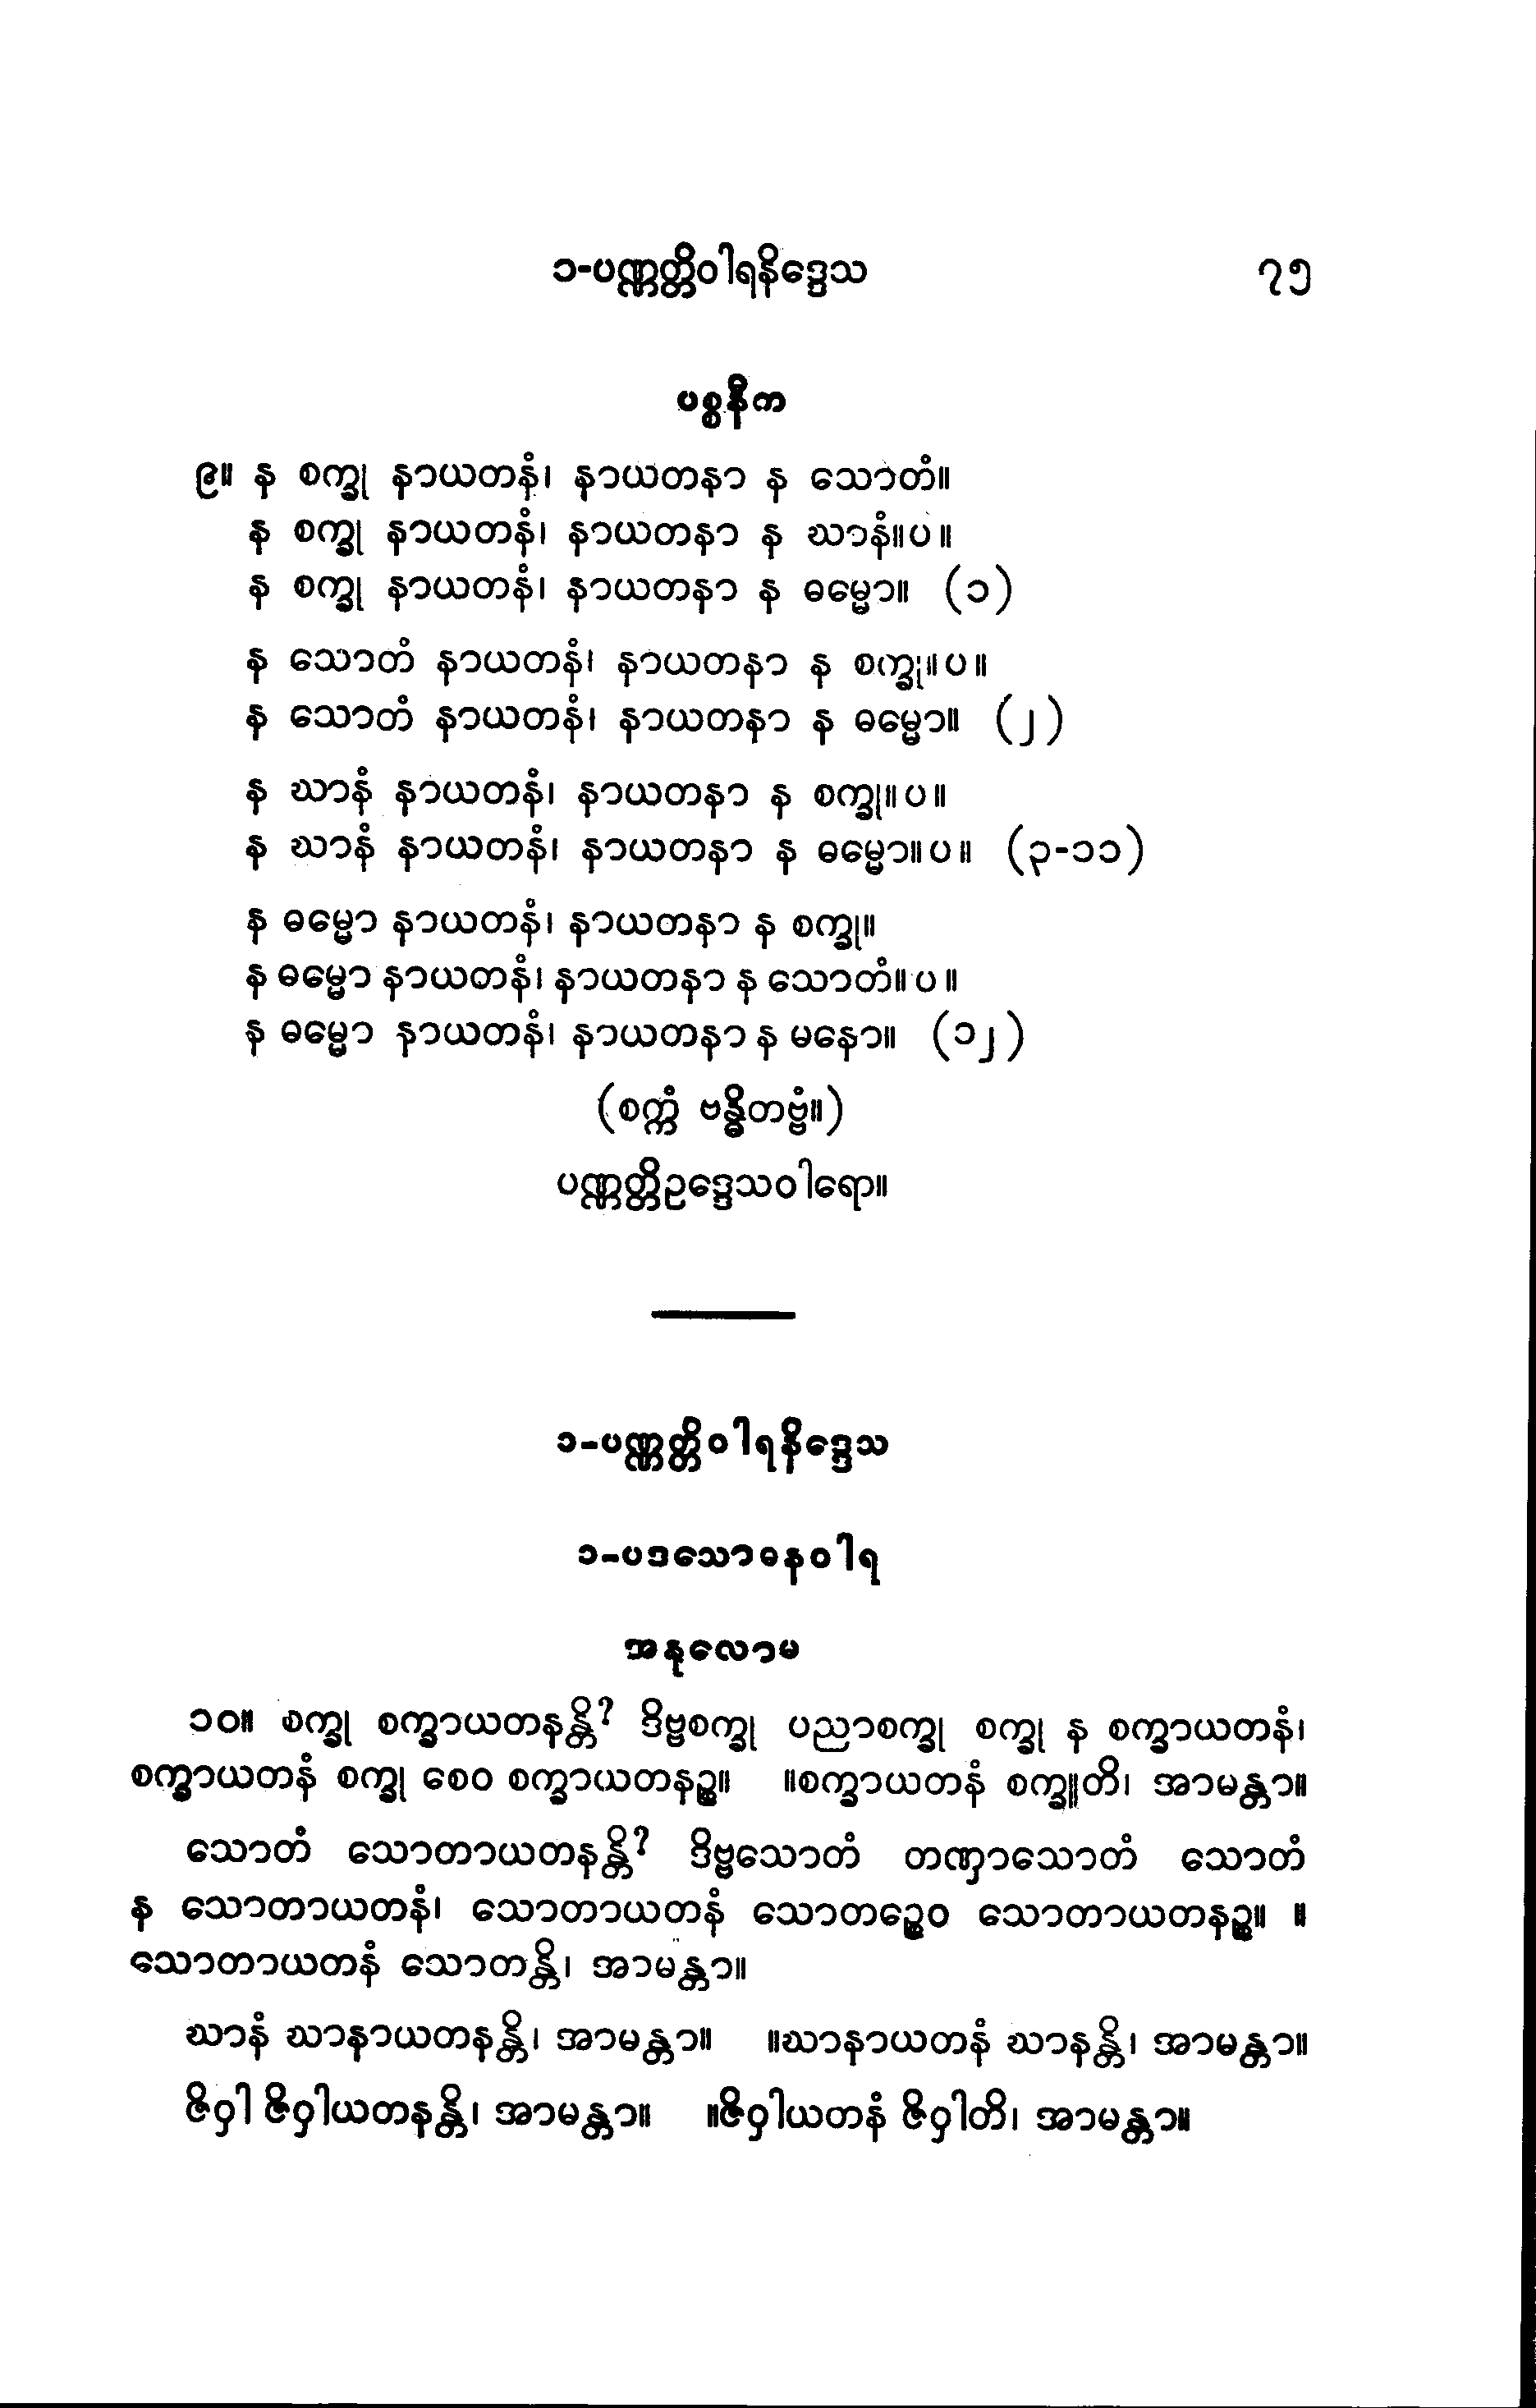 ၁-ပဏ္ဏတ္တိဝါရနိဒ္ဒေသ ၇၅
ပစ္စနီက
၉။ န စက္ခု နာယတနံ၊ နာယတနာ န သောတံ။
န စက္ခု နာယတနံ၊ နာယတနာ န ဃာနံ။ပ။
န စက္ခု နာယတနံ၊ နာယတနာ န ဓမ္မော။ (၁)
န သောတံ နာယတနံ၊ နာယတနာ န စက္ခု။ပ။
န သောတံ နာယတနံ၊ နာယတနာ န ဓမ္မော။ (၂)
န ဃာနံ နာယတနံ၊ နာယတနာ န စက္ခု။ပ။
န ဃာနံ နာယတနံ၊ နာယတနာ န ဓမ္မော။ပ။ (၃-၁၁)
န ဓမ္မော နာယတနံ၊ နာယတနာ န စက္ခု။
န ဓမ္မော နာယတနံ၊ နာယတနာ န သောတံ။ပ။
န ဓမ္မော နာယတနံ၊ နာယတနာ န မနော။ (၁၂)
(စက္ကံ ဗန္ဓိတဗ္ဗံ။)
ပဏ္ဏတ္တိဥဒ္ဒေသဝါရော။
၁-ပဏ္ဏတ္တိဝါရနိဒ္ဒေသ
၁-ပဒသောဓနဝါရ
အနုလောမ
၁၀။ စက္ခု စက္ခာယတနန္တိ? ဒိဗ္ဗစက္ခု ပညာစက္ခု စက္ခု န စက္ခာယတနံ၊
စက္ခာယတနံ စက္ခု စေဝ စက္ခာယတနဉ္စ။ ။စက္ခာယတနံ စက္ခူတိ၊ အာမန္တာ။
သောတံ သောတာယတနန္တိ? ဒိဗ္ဗသောတံ တဏှာသောတံ သောတံ
န သောတာယတနံ၊ သောတာယတနံ သောတဉ္စေဝ သောတာယတနဉ္စ။ ။
သောတာယတနံ သောတန္တိ၊ အာမန္တာ။
ဃာနံ ဃာနာယတနန္တိ၊ အာမန္တာ။ ။ဃာနာယတနံ ဃာနန္တိ၊ အာမန္တာ။
ဇိဝှါ ဇိဝှါယတနန္တိ၊ အာမန္တာ။ ။ဇိဝှါယတနံ ဇိဝှါတိ၊ အာမန္တာ။